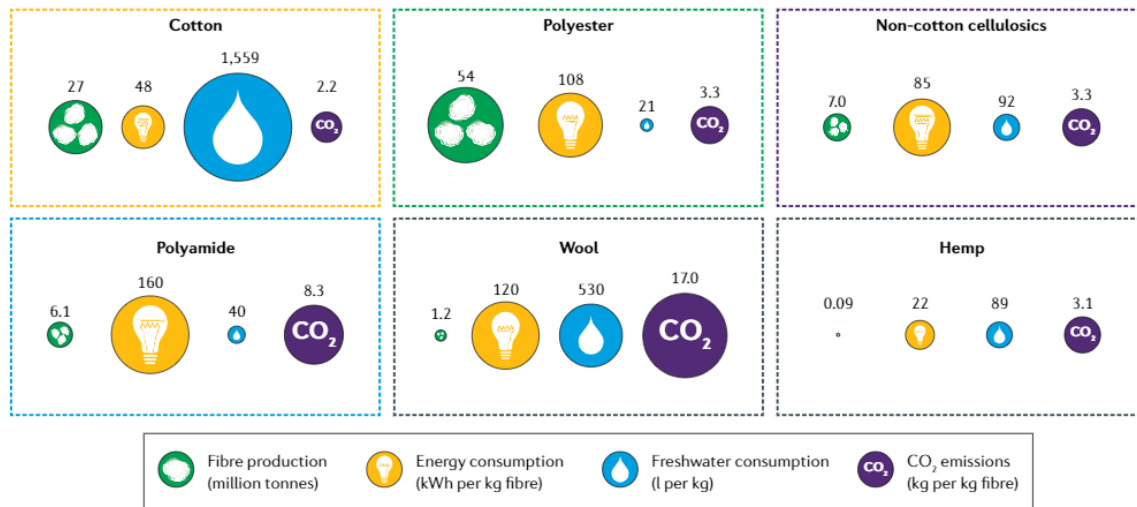 Cotton
27
48
1,559
2.2
CO₂
Polyester
54
108
21
3.3
CO₂
Non-cotton cellulosics
7.0
85
92
3.3
CO₂
Polyamide
6.1
160
40
8.3
CO₂
Wool
1.2
120
530
17.0
CO₂
Hemp
0.09
22
89
3.1
CO₂
Fibre production
(million tonnes)
Energy consumption
(kWh per kg fibre)
Freshwater consumption
(l per kg)
CO₂
CO₂ emissions
(kg per kg fibre)